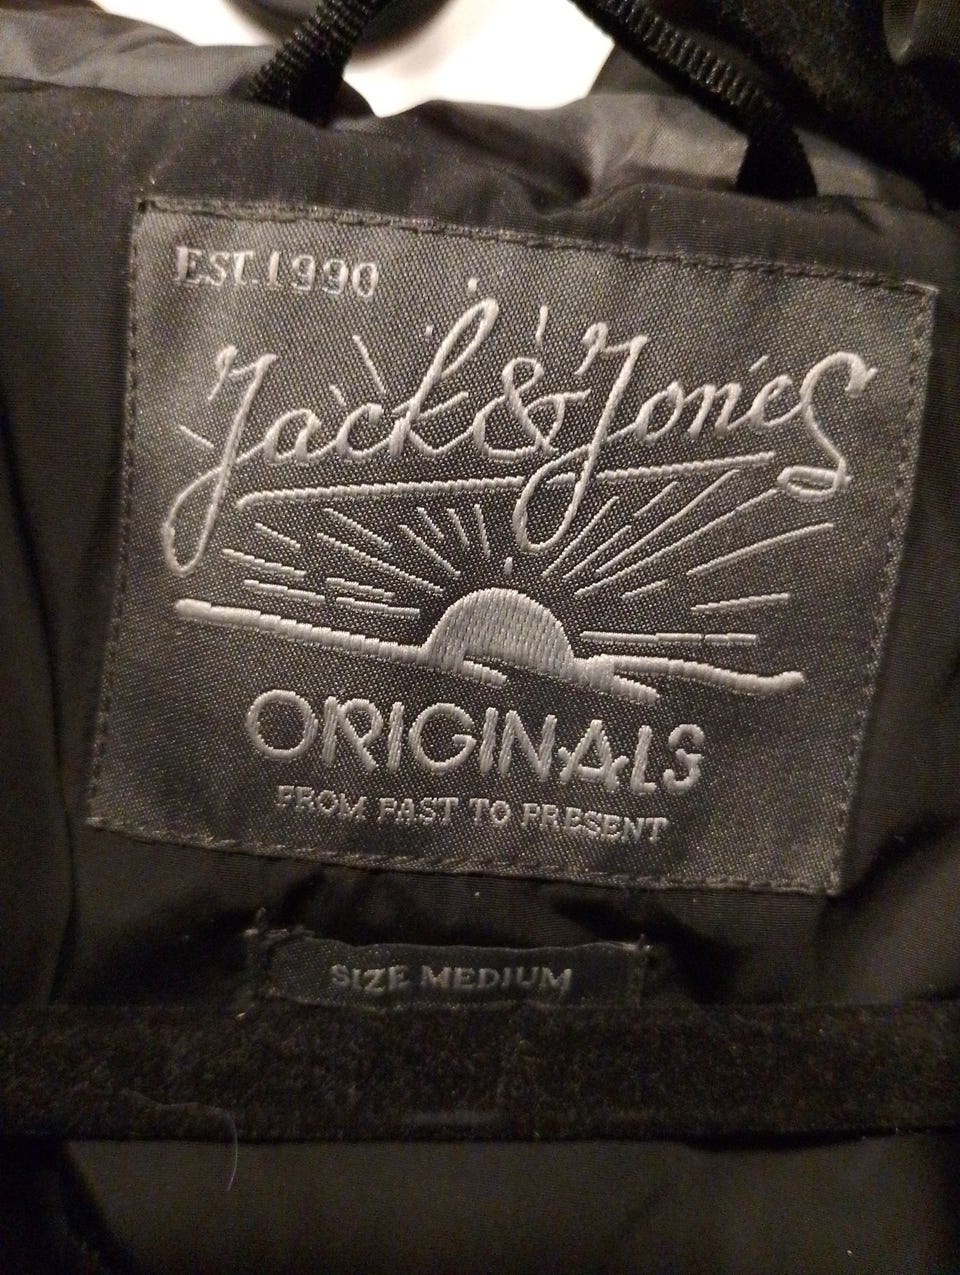 EST.1990
Jack & Jones
ORIGINALS
FROM PAST TO PRESENT
SIZE MEDIUM